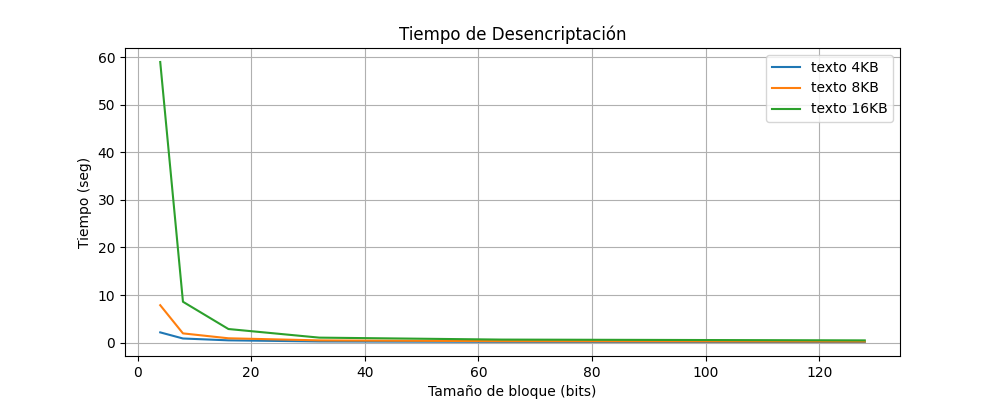 Tiempo de Desencriptación
texto 4KB
texto 8KB
texto 16KB
Tiempo (seg)
60
50
40
30
20
10
0
0 20 40 60 80 100 120
Tamaño de bloque (bits)